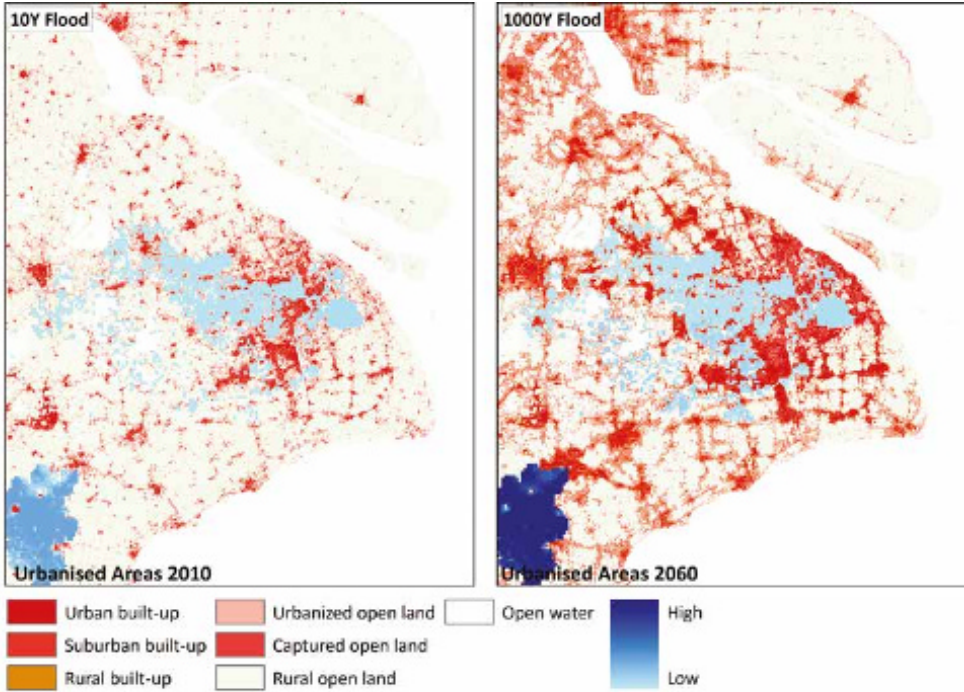 10Y Flood
1000Y Flood
Urbanised Areas 2010
Urbanised Areas 2060
Urban built-up
Urbanized open land
Open water
High
Suburban built-up
Captured open land
Rural built-up
Rural open land
Low